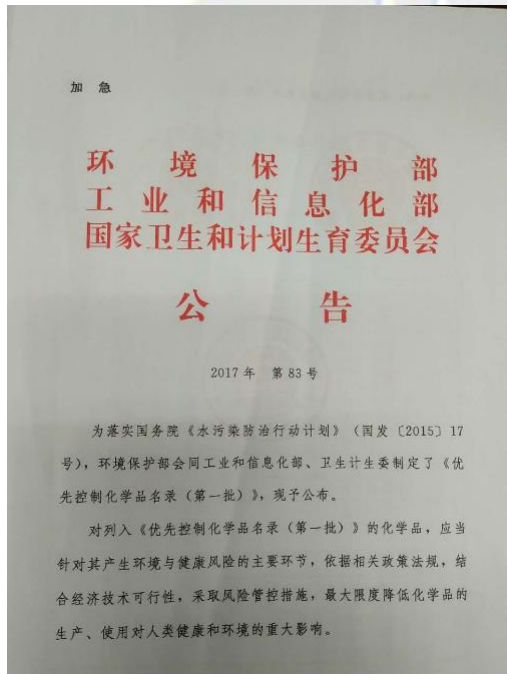 加 急
环 境 保 护 部
工 业 和 信 息 化 部
国家卫生和计划生育委员会
公 告
2017 年 第 83 号
为落实国务院《水污染防治行动计划》（国发〔2015〕17
号），环境保护部会同工业和信息化部、卫生计生委制定了《优
先控制化学品名录（第一批）》，现予公布。
对列入《优先控制化学品名录（第一批）》的化学品，应当
针对其产生环境与健康风险的主要环节，依据相关政策法规，结
合经济技术可行性，采取风险管控措施，最大限度降低化学品的
生产、使用对人类健康和环境的重大影响。